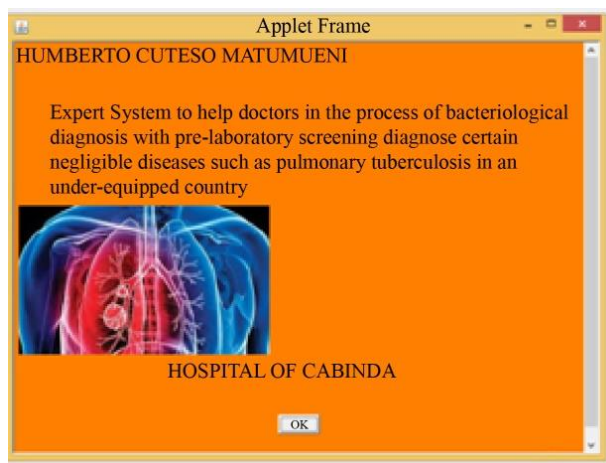 Applet Frame
HUMBERTO CUTESO MATUMUENI
Expert System to help doctors in the process of bacteriological
diagnosis with pre-laboratory screening diagnose certain
negligible diseases such as pulmonary tuberculosis in an
under-equipped country
HOSPITAL OF CABINDA
OK